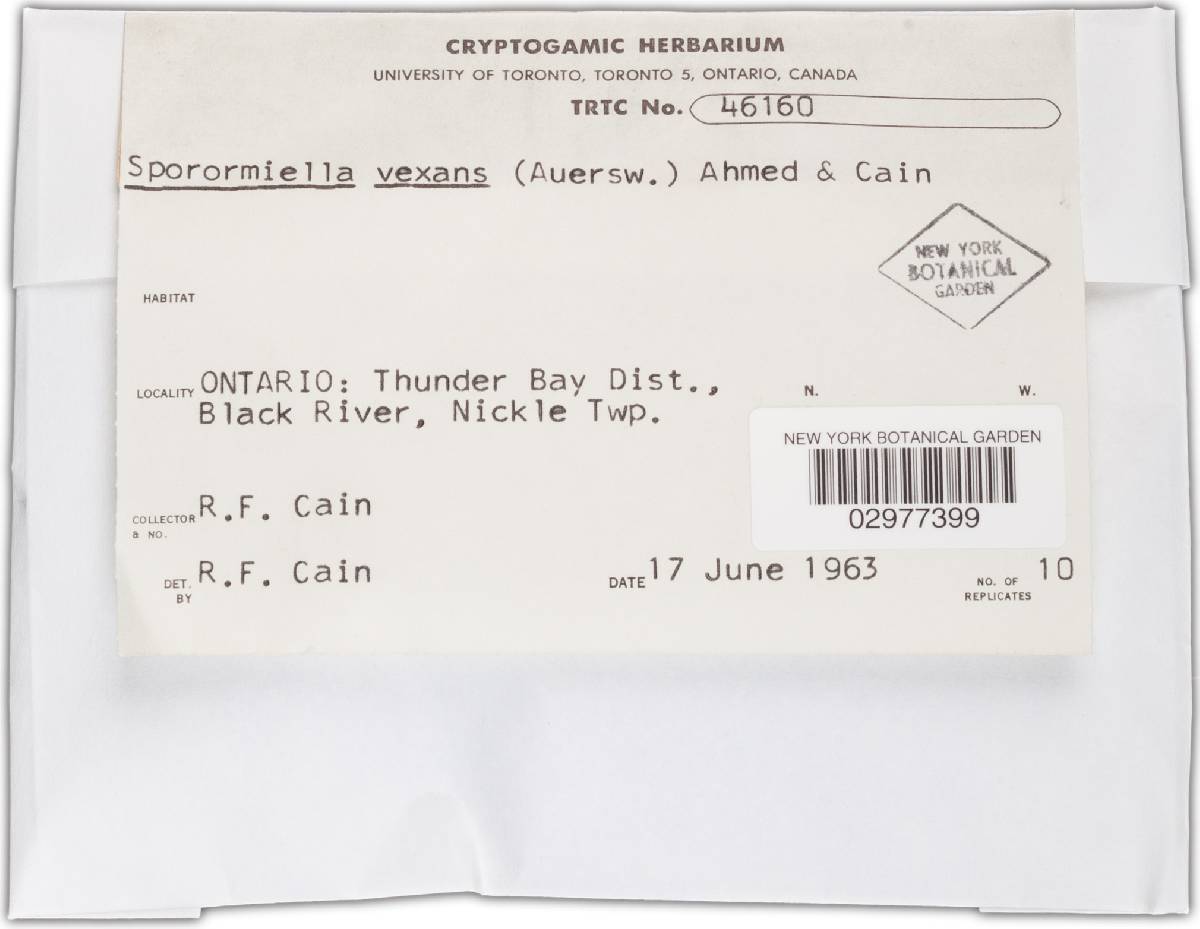 CRYPTOGAMIC HERBARIUM
UNIVERSITY OF TORONTO, TORONTO 5, ONTARIO, CANADA
TRTC No. 46160
Sporormiella vexans (Auersw.) Ahmed & Cain
NEW YORK
BOTANICAL
GARDEN
HABITAT
LOCALITY ONTARIO: Thunder Bay Dist., N. W.
Black River, Nickle Twp.
NEW YORK BOTANICAL GARDEN
02977399
COLLECTOR R.F. Cain
& NO.
DET. R.F. Cain DATE 17 June 1963 NO. OF 10
BY REPLICATES